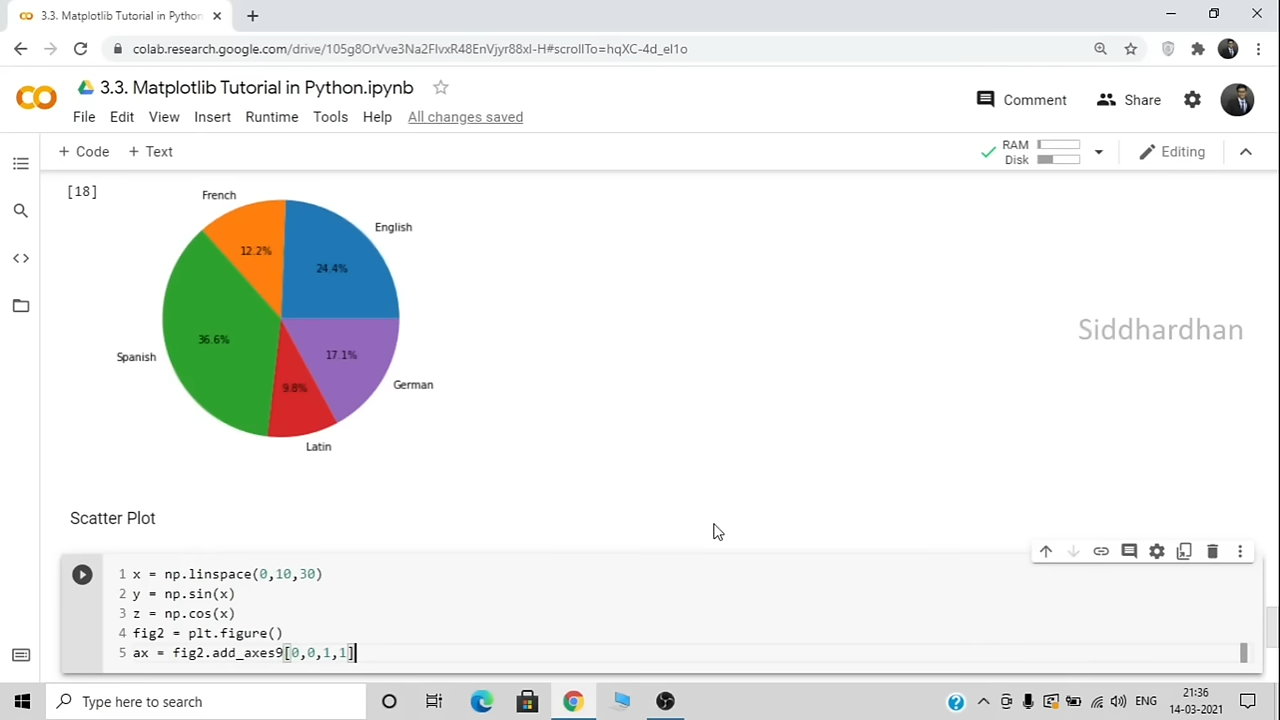 3.3. Matplotlib Tutorial in Python
colab.research.google.com/drive/105g8OrVve3Na2FIvxR48EnVjyr88xI-H#scrollTo=hqXC-4d_eI1o
3.3. Matplotlib Tutorial in Python.ipynb
Comment
Share
File Edit View Insert Runtime Tools Help All changes saved
+ Code + Text
RAM
Disk
Editing
[18]
French
English
12.2%
24.4%
Siddhardhan
36.6%
Spanish
17.1%
German
9.8%
Latin
Scatter Plot
1 x = np.linspace(0,10,30)
2 y = np.sin(x)
3 z = np.cos(x)
4 fig2 = plt.figure()
5 ax = fig2.add_axes9[0,0,1,1]
Type here to search
ENG
21:36
14-03-2021